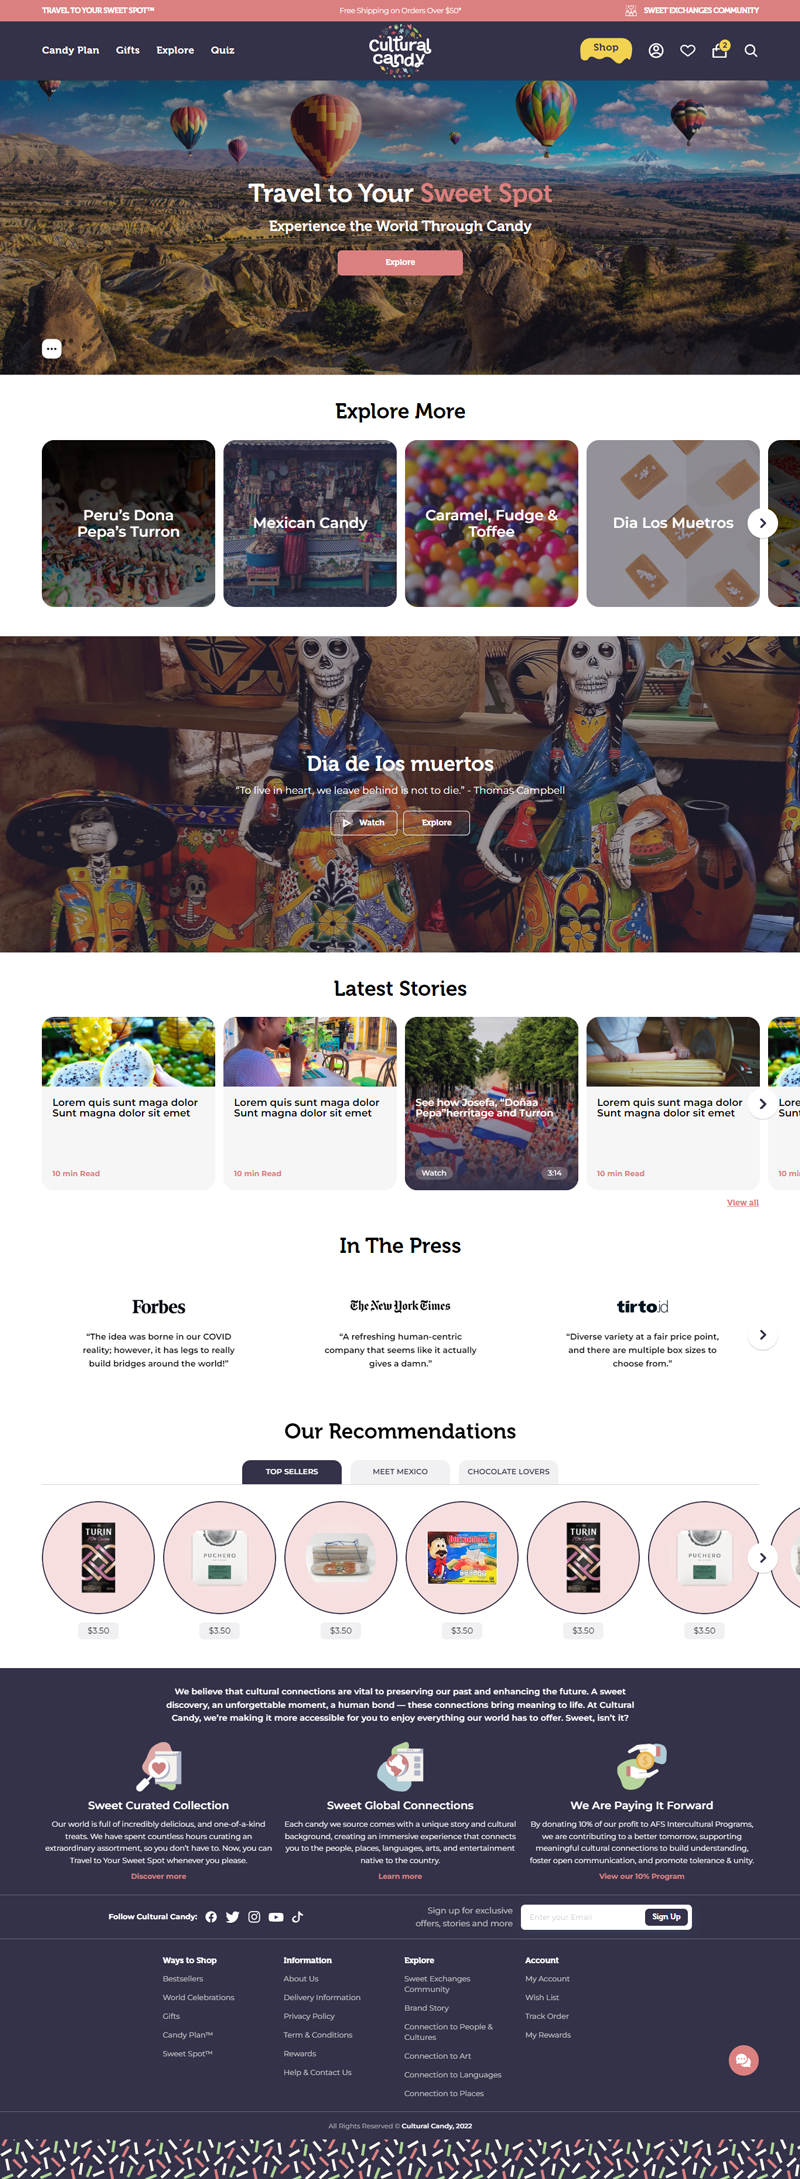 TRAVEL TO YOUR SWEET SPOT™
Free Shipping on Orders Over $50*
SWEET EXCHANGES COMMUNITY
Candy Plan
Gifts
Explore
Quiz
Cultural
candy
Shop
2
Travel to Your Sweet Spot
Experience the World Through Candy
Explore
Explore More
Peru’s Dona
Pepa’s Turron
Mexican Candy
Caramel, Fudge &
Toffee
Dia Los Muetros
Dia de los muertos
“To live in heart, we leave behind is not to die.” - Thomas Campbell
Watch
Explore
Latest Stories
Lorem quis sunt maga dolor
Sunt magna dolor sit emet
10 min Read
Lorem quis sunt maga dolor
Sunt magna dolor sit emet
10 min Read
See how Josefa, “Doñaa
Pepa”herritage and Turron
Watch
3:14
Lorem quis sunt maga dolor
Sunt magna dolor sit emet
10 min Read
Lore
Sunt
10 mi
View all
In The Press
Forbes
The New York Times
tirto.id
“The idea was borne in our COVID
reality; however, it has legs to really
build bridges around the world!”
“A refreshing human-centric
company that seems like it actually
gives a damn.”
“Diverse variety at a fair price point,
and there are multiple box sizes to
choose from.”
Our Recommendations
TOP SELLERS
MEET MEXICO
CHOCOLATE LOVERS
TURIN
PUCHERO
TURIN
PUCHERO
$3.50
$3.50
$3.50
$3.50
$3.50
$3.50
We believe that cultural connections are vital to preserving our past and enhancing the future. A sweet
discovery, an unforgettable moment, a human bond — these connections bring meaning to life. At Cultural
Candy, we’re making it more accessible for you to enjoy everything our world has to offer. Sweet, isn’t it?
Sweet Curated Collection
Our world is full of incredibly delicious, and one-of-a-kind
treats. We have spent countless hours curating an
extraordinary assortment, so you don’t have to. Now, you can
Travel to Your Sweet Spot whenever you please.
Discover more
Sweet Global Connections
Each candy we source comes with a unique story and cultural
background, creating an immersive experience that connects
you to the people, places, languages, arts, and entertainment
native to the country.
Learn more
We Are Paying It Forward
By donating 10% of our profit to AFS Intercultural Programs,
we are contributing to a better tomorrow, supporting
meaningful cultural connections to build understanding,
foster open communication, and promote tolerance & unity.
View our 10% Program
Follow Cultural Candy:
Sign up for exclusive
offers, stories and more
Enter your Email
Sign Up
Ways to Shop
Bestsellers
World Celebrations
Gifts
Candy Plan™
Sweet Spot™
Information
About Us
Delivery Information
Privacy Policy
Term & Conditions
Rewards
Help & Contact Us
Explore
Sweet Exchanges
Community
Brand Story
Connection to People &
Cultures
Connection to Art
Connection to Languages
Connection to Places
Account
My Account
Wish List
Track Order
My Rewards
All Rights Reserved © Cultural Candy, 2022